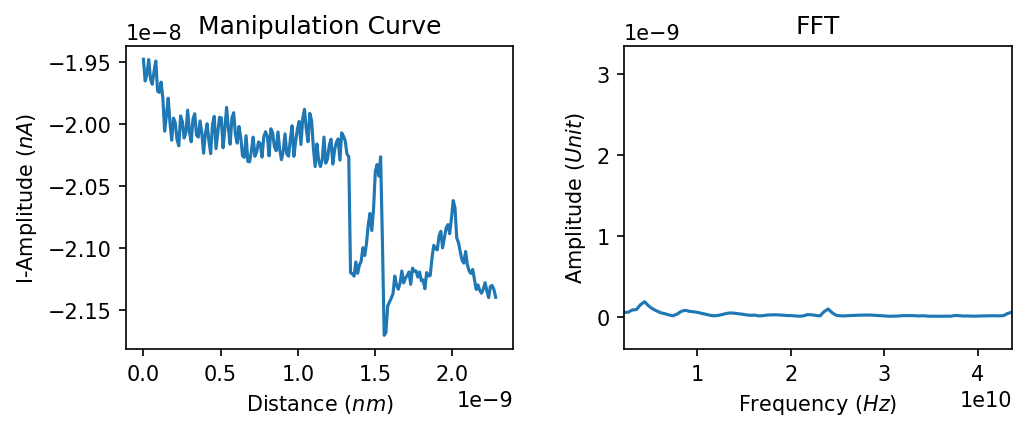 Manipulation Curve
1e−8
−1.95
−2.00
−2.05
−2.10
−2.15
I-Amplitude (nA)
0.0 0.5 1.0 1.5 2.0
1e−9
Distance (nm)
FFT
1e−9
3
2
1
0
Amplitude (Unit)
1 2 3 4
1e10
Frequency (Hz)